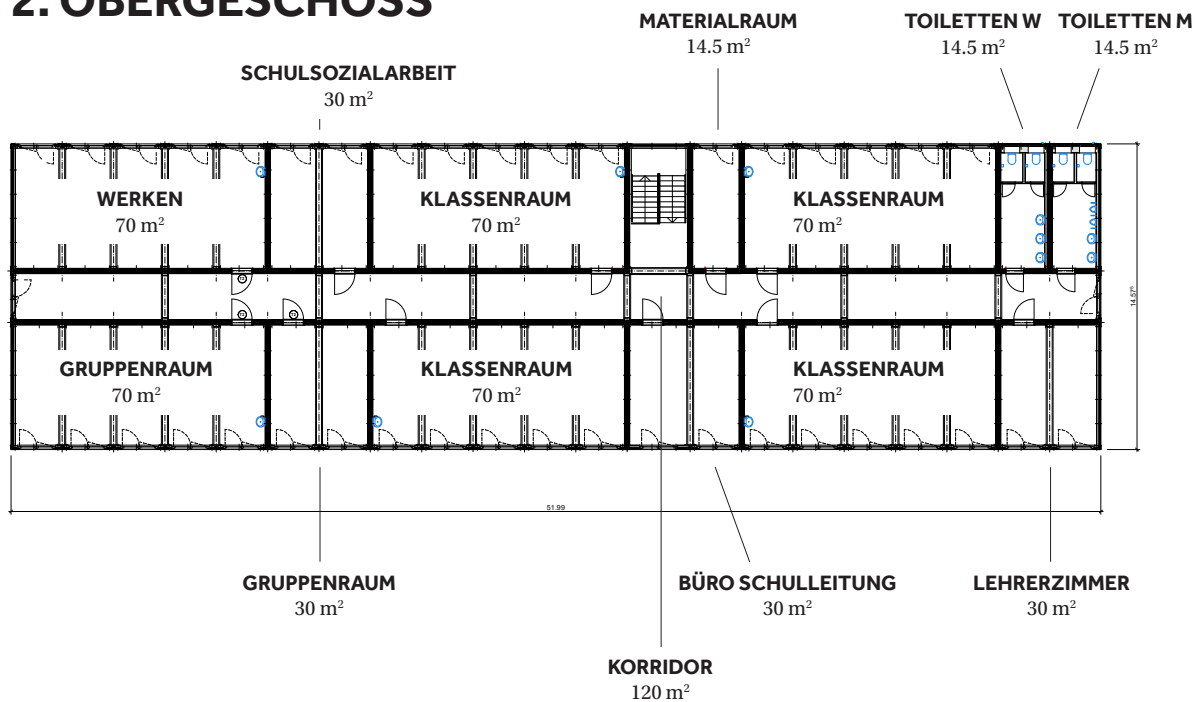 2. OBERGESCHOSS
MATERIALRAUM
14.5 m²
TOILETTEN W
14.5 m²
TOILETTEN M
14.5 m²
SCHULSOZIALARBEIT
30 m²
WERKEN
70 m²
KLASSENRAUM
70 m²
KLASSENRAUM
70 m²
14.57⁵
GRUPPENRAUM
70 m²
KLASSENRAUM
70 m²
KLASSENRAUM
70 m²
51.99
GRUPPENRAUM
30 m²
BÜRO SCHULLEITUNG
30 m²
LEHRERZIMMER
30 m²
KORRIDOR
120 m²